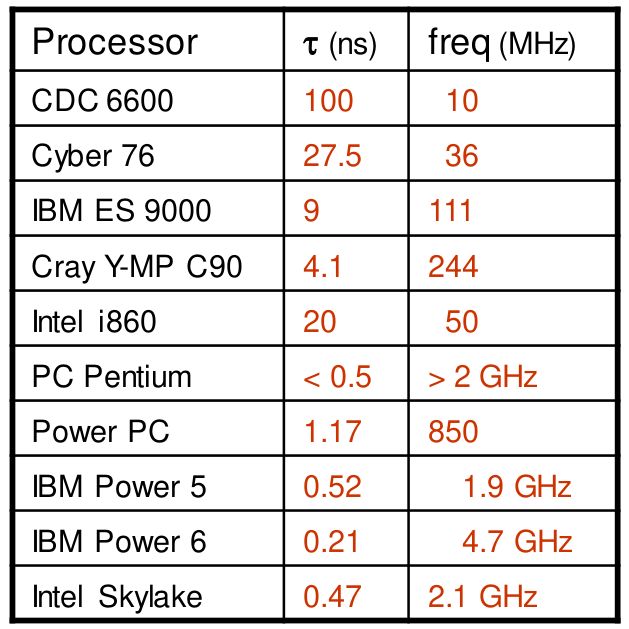 Processor τ (ns) freq (MHz)
CDC 6600 100 10
Cyber 76 27.5 36
IBM ES 9000 9 111
Cray Y-MP C90 4.1 244
Intel i860 20 50
PC Pentium < 0.5 > 2 GHz
Power PC 1.17 850
IBM Power 5 0.52 1.9 GHz
IBM Power 6 0.21 4.7 GHz
Intel Skylake 0.47 2.1 GHz